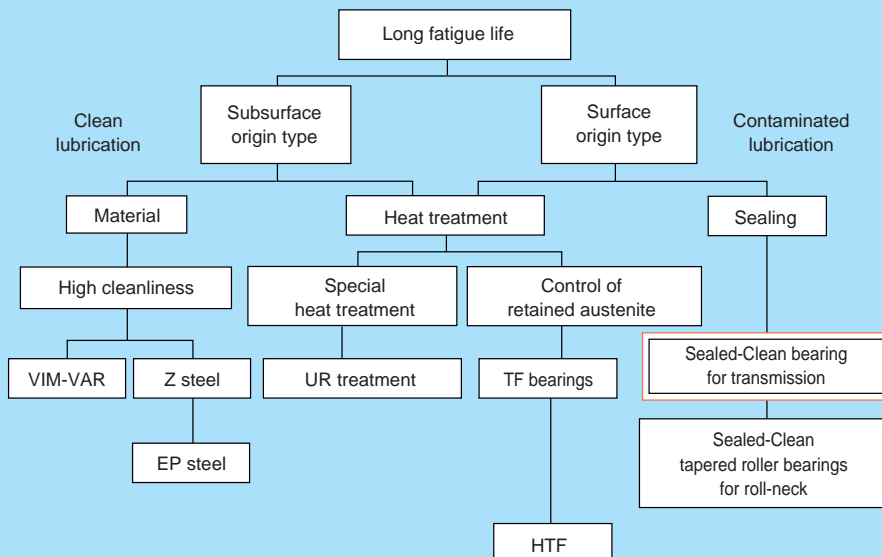 Long fatigue life
Clean
lubrication
Subsurface
origin type
Surface
origin type
Contaminated
lubrication
Material
Heat treatment
Sealing
High cleanliness
Special
heat treatment
Control of
retained austenite
VIM-VAR
Z steel
UR treatment
TF bearings
Sealed-Clean bearing
for transmission
EP steel
Sealed-Clean
tapered roller bearings
for roll-neck
HTF